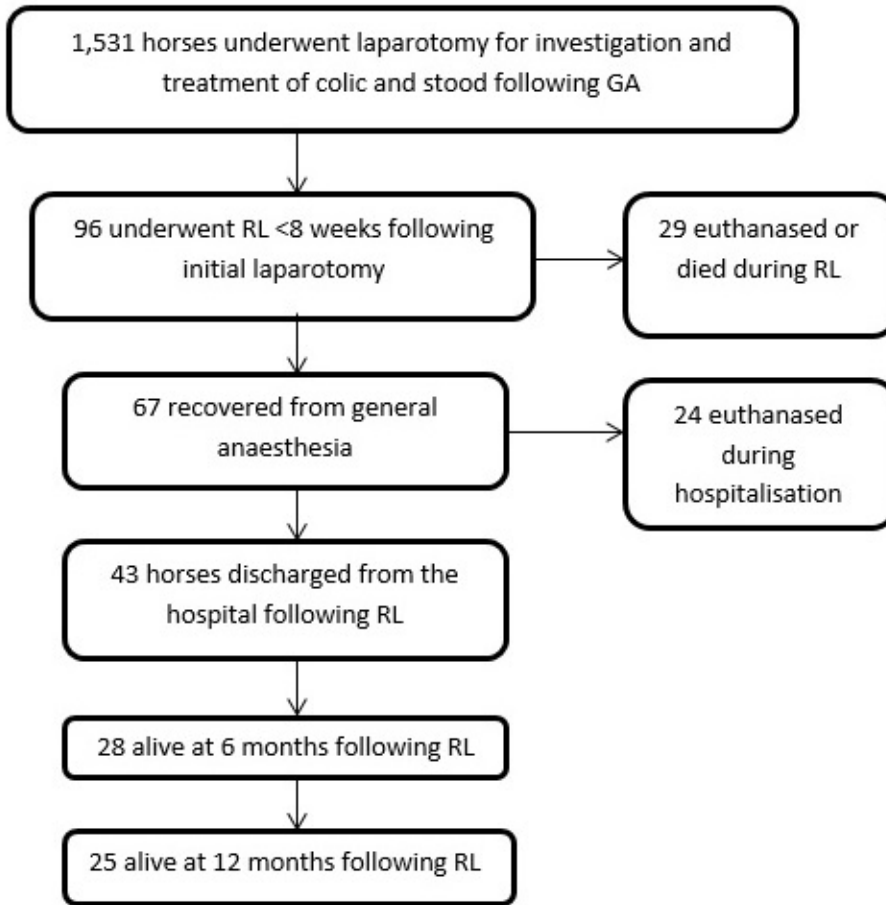 1,531 horses underwent laparotomy for investigation and
treatment of colic and stood following GA
96 underwent RL <8 weeks following
initial laparotomy
29 euthanased or
died during RL
67 recovered from general
anaesthesia
24 euthanased
during
hospitalisation
43 horses discharged from the
hospital following RL
28 alive at 6 months following RL
25 alive at 12 months following RL